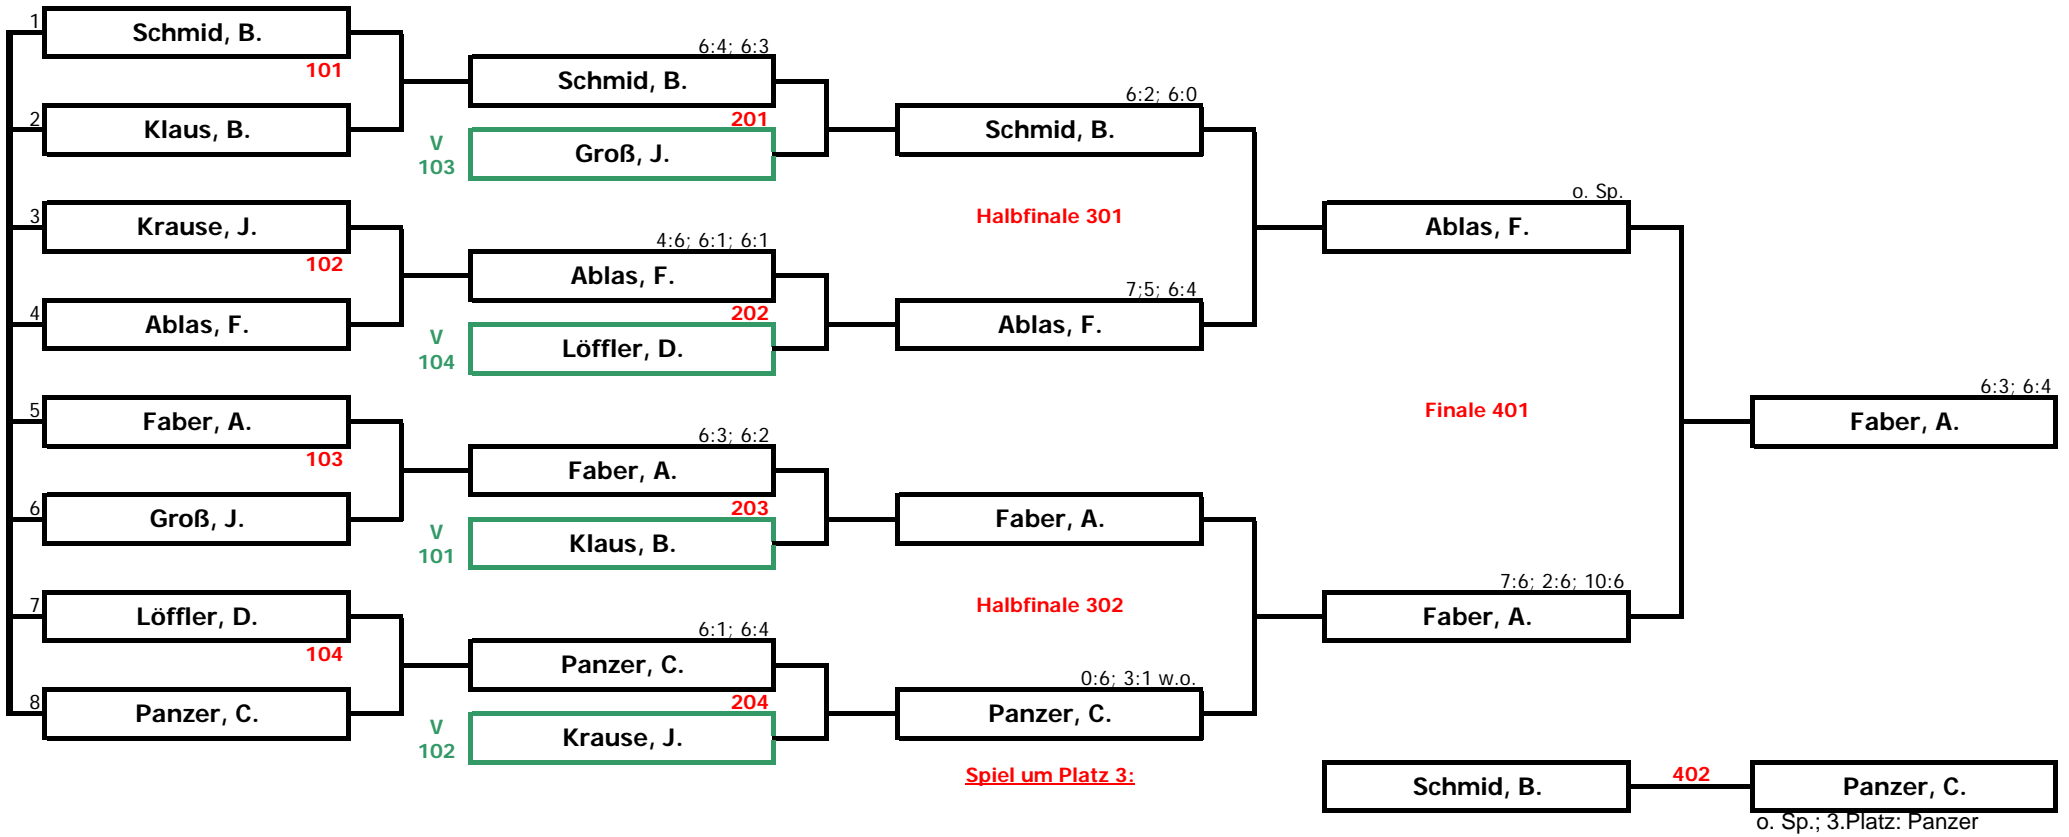 1
Schmid, B.
101
2
Klaus, B.
3
Krause, J.
102
4
Ablas, F.
5
Faber, A.
103
6
Groß, J.
7
Löffler, D.
104
8
Panzer, C.
6:4; 6:3
Schmid, B.
201
V
103
Groß, J.
4:6; 6:1; 6:1
Ablas, F.
202
V
104
Löffler, D.
6:3; 6:2
Faber, A.
203
V
101
Klaus, B.
6:1; 6:4
Panzer, C.
204
V
102
Krause, J.
6:2; 6:0
Schmid, B.
Halbfinale 301
7;5; 6:4
Ablas, F.
Faber, A.
Halbfinale 302
0:6; 3:1 w.o.
Panzer, C.
o. Sp.
Ablas, F.
Finale 401
7:6; 2:6; 10:6
Faber, A.
6:3; 6:4
Faber, A.
Spiel um Platz 3:
Schmid, B.
402
Panzer, C.
o. Sp.; 3.Platz: Panzer